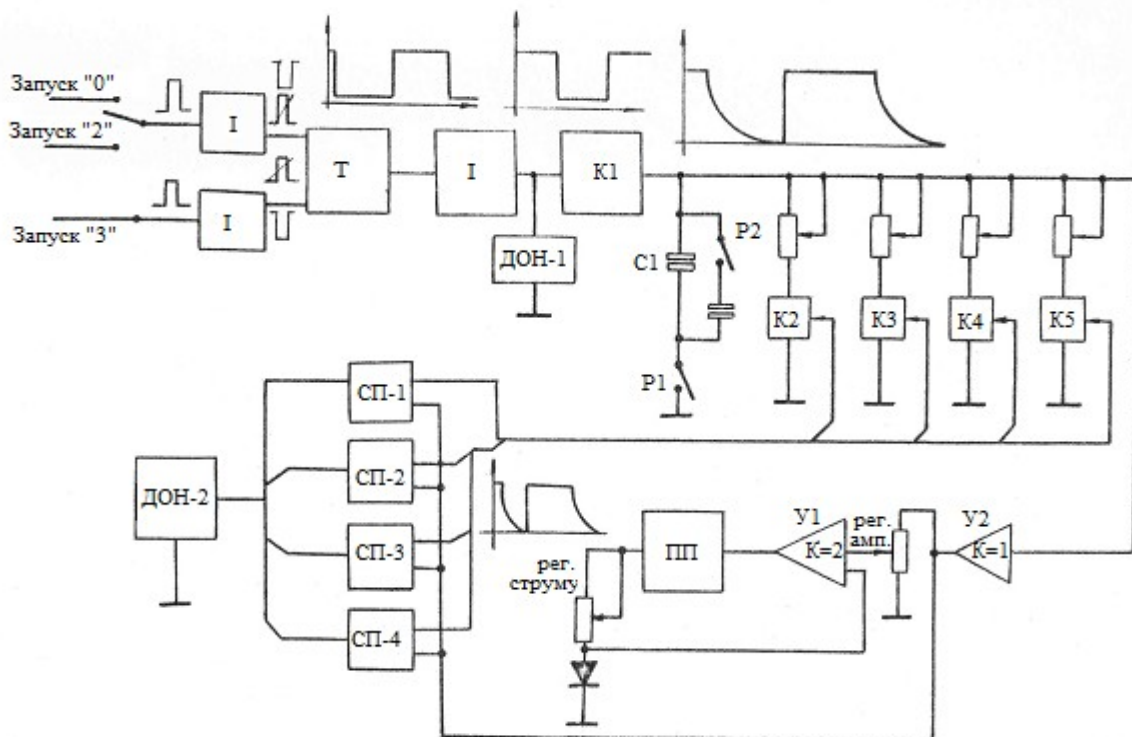 Запуск "0"
Запуск "2"
Запуск "3"
I
I
T
I
K1
ДОН-1
C1
P2
P1
K2
K3
K4
K5
СП-1
СП-2
СП-3
СП-4
ДОН-2
рег.
струму
ПП
У1
K=2
рег.
амп.
У2
K=1